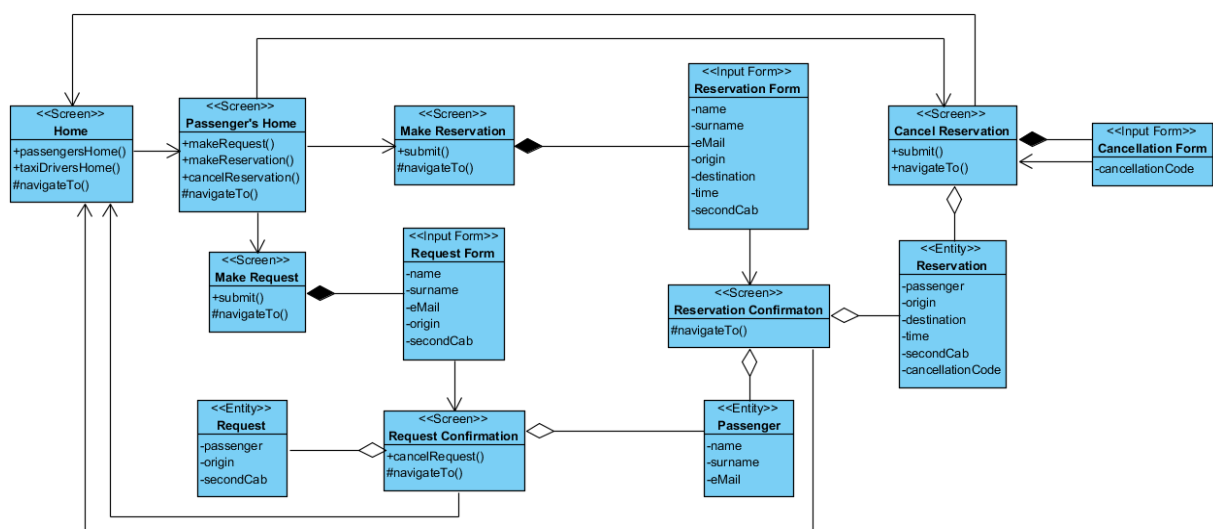 <<Screen>>
Home
+passengersHome()
+taxiDriversHome()
#navigateTo()
<<Screen>>
Passenger's Home
+makeRequest()
+makeReservation()
+cancelReservation()
#navigateTo()
<<Screen>>
Make Reservation
+submit()
#navigateTo()
<<Input Form>>
Reservation Form
-name
-surname
-eMail
-origin
-destination
-time
-secondCab
<<Screen>>
Cancel Reservation
+submit()
+navigateTo()
<<Input Form>>
Cancellation Form
-cancellationCode
<<Screen>>
Make Request
+submit()
#navigateTo()
<<Input Form>>
Request Form
-name
-surname
-eMail
-origin
-secondCab
<<Screen>>
Reservation Confirmaton
#navigateTo()
<<Entity>>
Reservation
-passenger
-origin
-destination
-time
-secondCab
-cancellationCode
<<Entity>>
Request
-passenger
-origin
-secondCab
<<Screen>>
Request Confirmation
+cancelRequest()
#navigateTo()
<<Entity>>
Passenger
-name
-surname
-eMail